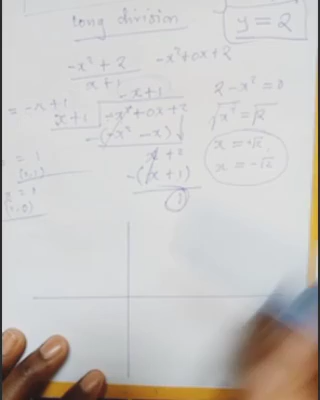 long division
y = 2
-x² + 2
x + 1
-x² + 0x + 2
-x + 1
x + 1
-x² + 0x + 2
-(-x² - x)
x + 2
-(x + 1)
1
= -x + 1
= 1
2 - x² = 0
√x² = √2
x = +√2
x = -√2